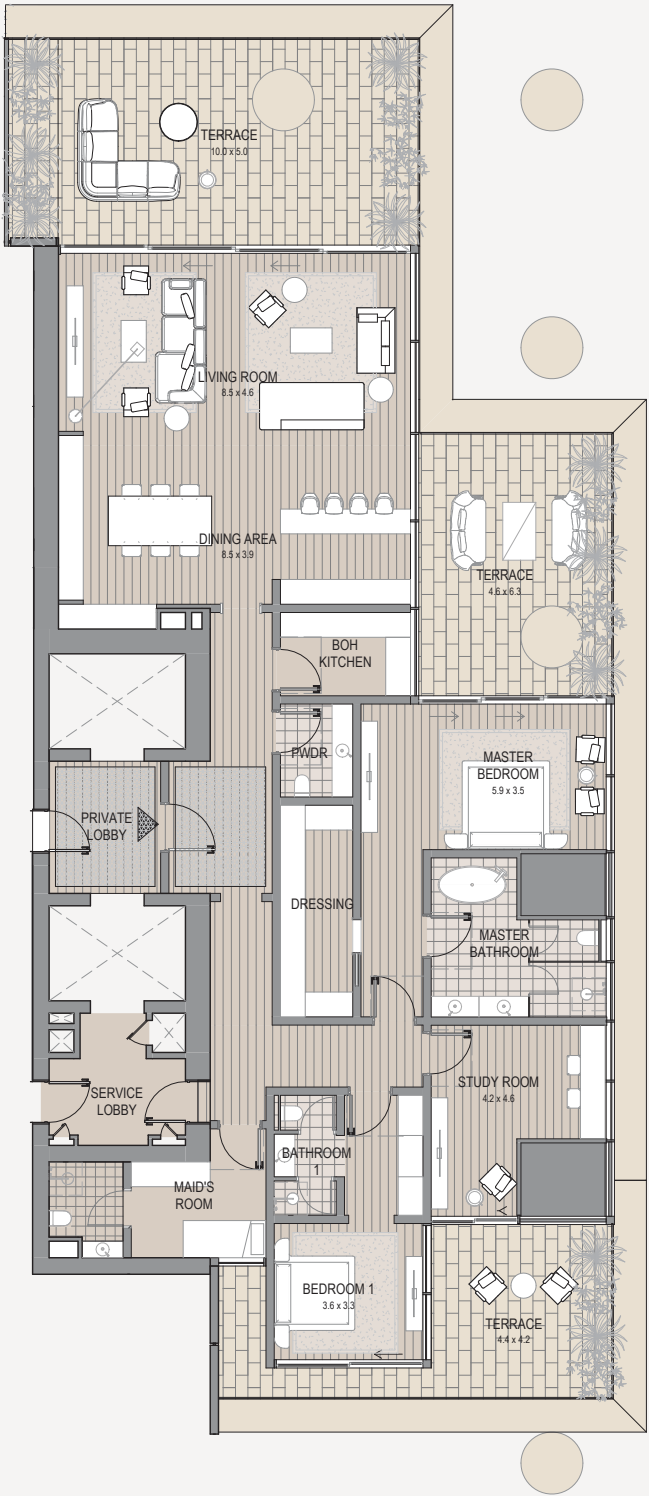 TERRACE
10.0 x 5.0
LIVING ROOM
8.5 x 4.6
DINING AREA
8.5 x 3.9
TERRACE
4.6 x 6.3
BOH
KITCHEN
PWDR
MASTER
BEDROOM
5.9 x 3.5
PRIVATE
LOBBY
DRESSING
MASTER
BATHROOM
STUDY ROOM
4.2 x 4.6
SERVICE
LOBBY
BATHROOM
1
MAID'S
ROOM
BEDROOM 1
3.6 x 3.3
TERRACE
4.4 x 4.2